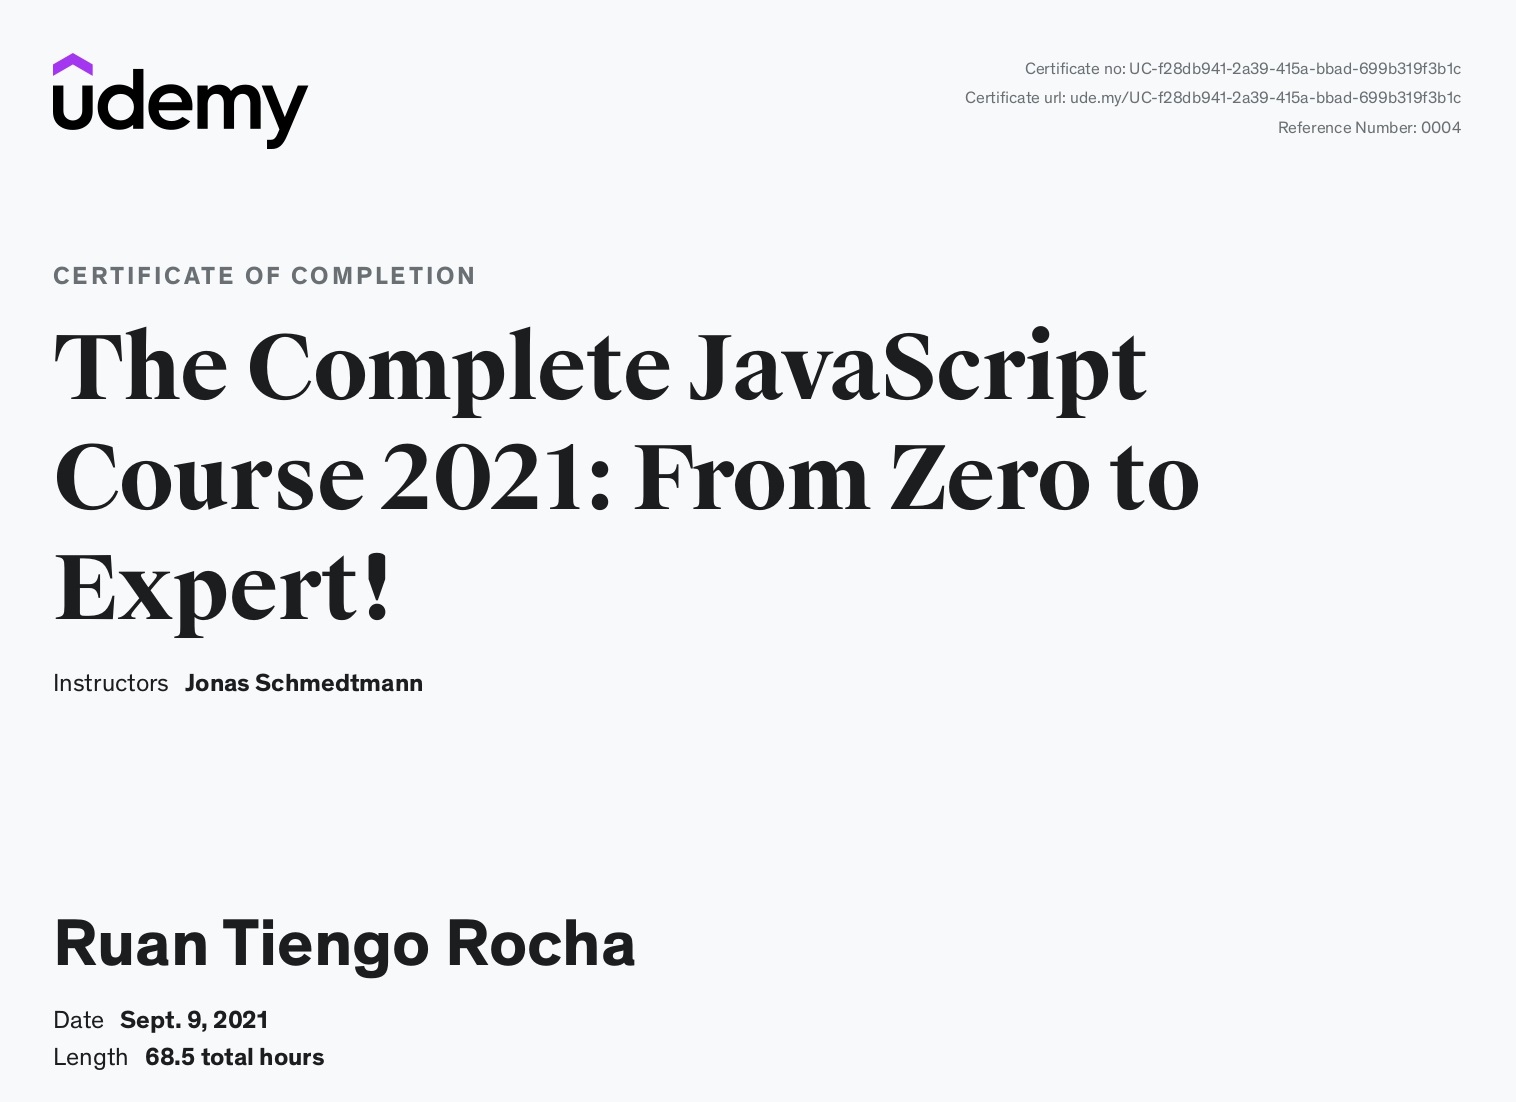 udemy
Certificate no: UC-f28db941-2a39-415a-bbad-699b319f3b1c
Certificate url: ude.my/UC-f28db941-2a39-415a-bbad-699b319f3b1c
Reference Number: 0004
CERTIFICATE OF COMPLETION
The Complete JavaScript
Course 2021: From Zero to
Expert!
Instructors Jonas Schmedtmann
Ruan Tiengo Rocha
Date Sept. 9, 2021
Length 68.5 total hours